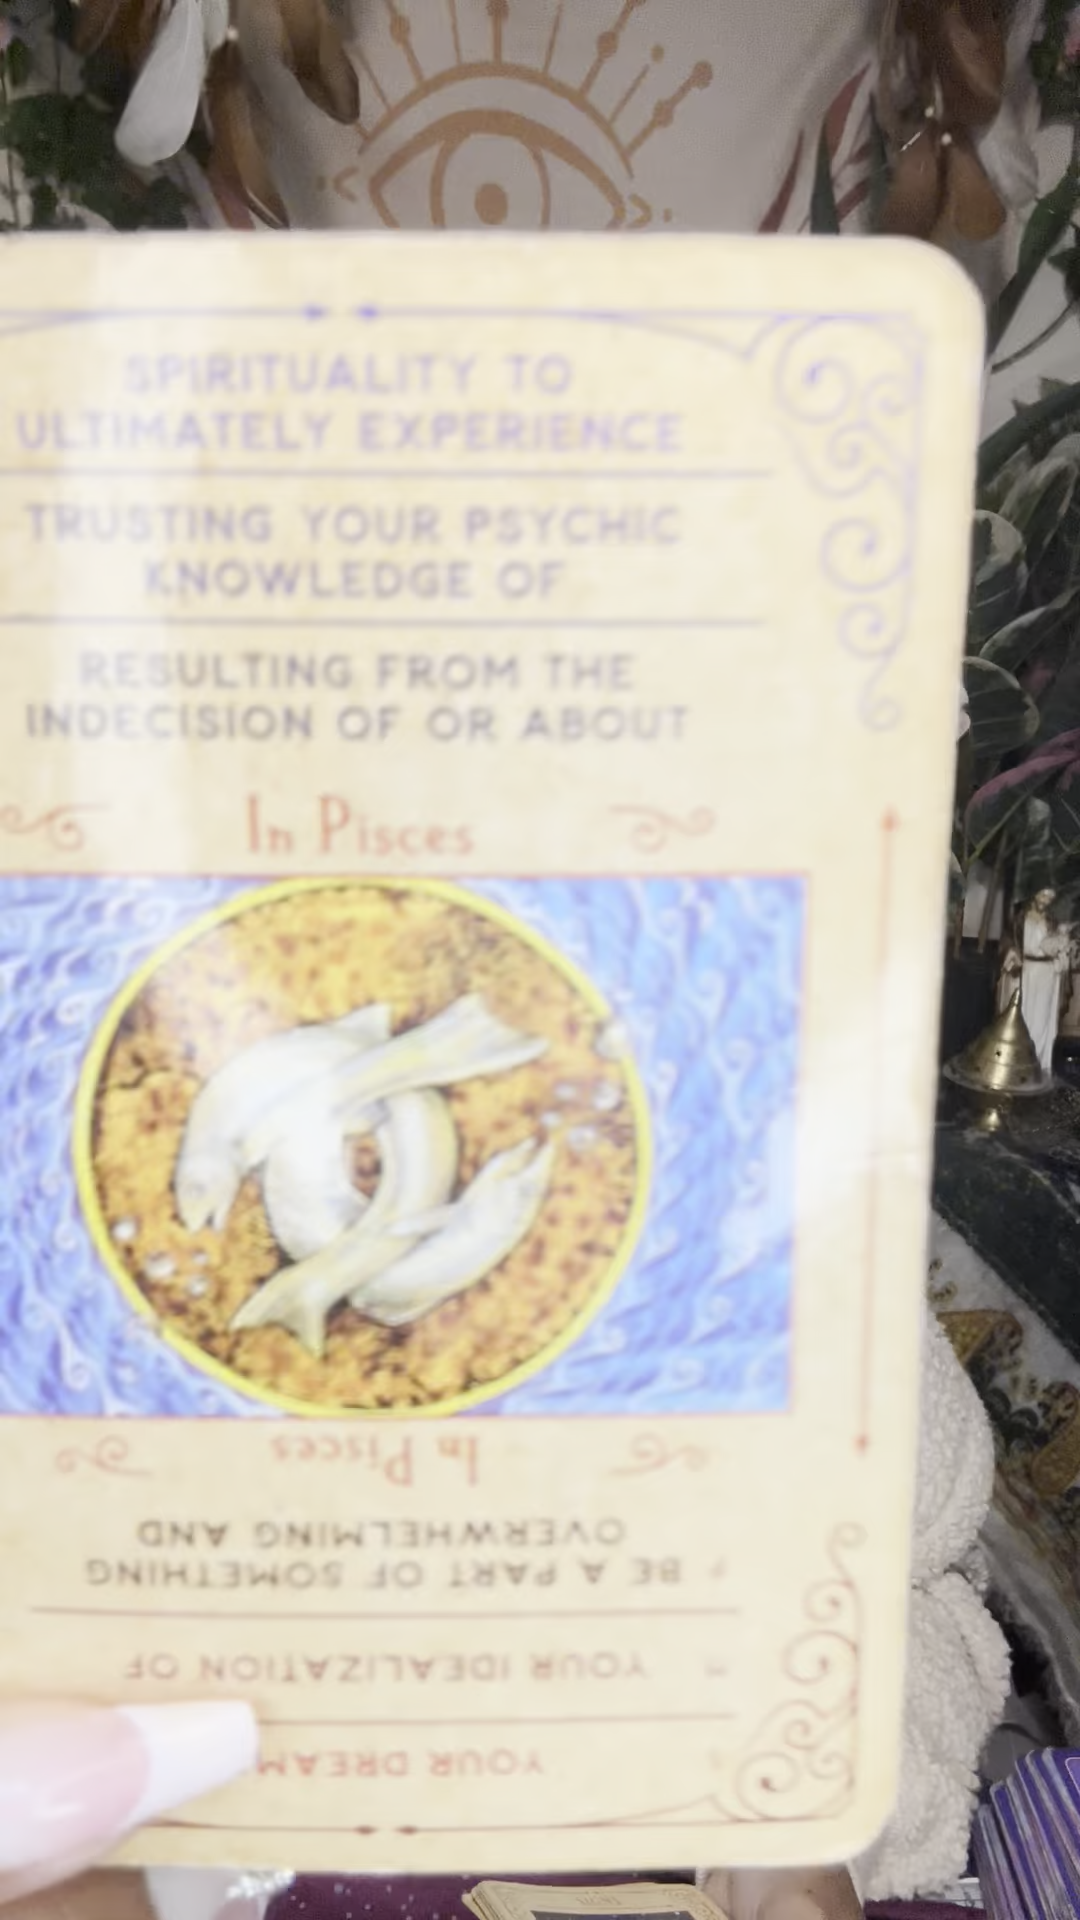 SPIRITUALITY TO
ULTIMATELY EXPERIENCE
TRUSTING YOUR PSYCHIC
KNOWLEDGE OF
RESULTING FROM THE
INDECISION OF OR ABOUT
In Pisces
In Pisces
OVERWHELMING AND
BE A PART OF SOMETHING
YOUR IDEALIZATION OF
YOUR DREAM